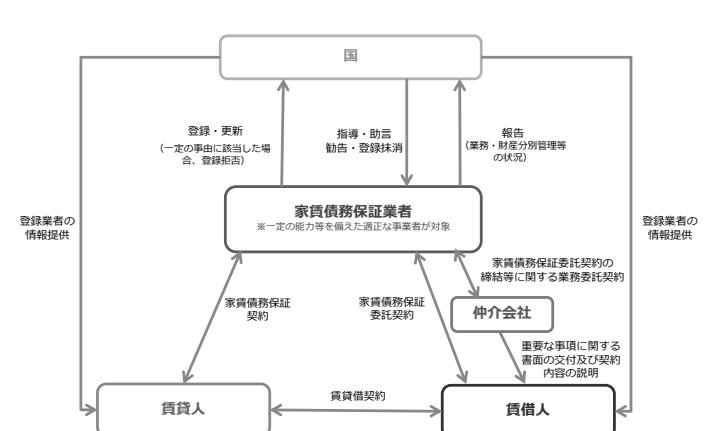 国
登録・更新
(一定の事由に該当した場
合、登録拒否)
指導・助言
勧告・登録抹消
報告
(業務・財産分別管理等
の状況)
家賃債務保証業者
※一定の能力等を備えた適正な事業者が対象
登録業者の
情報提供
登録業者の
情報提供
家賃債務保証委託契約の
締結等に関する業務委託契約
家賃債務保証
契約
家賃債務保証
委託契約
仲介会社
重要な事項に関する
書面の交付及び契約
内容の説明
賃貸人
賃貸借契約
賃借人